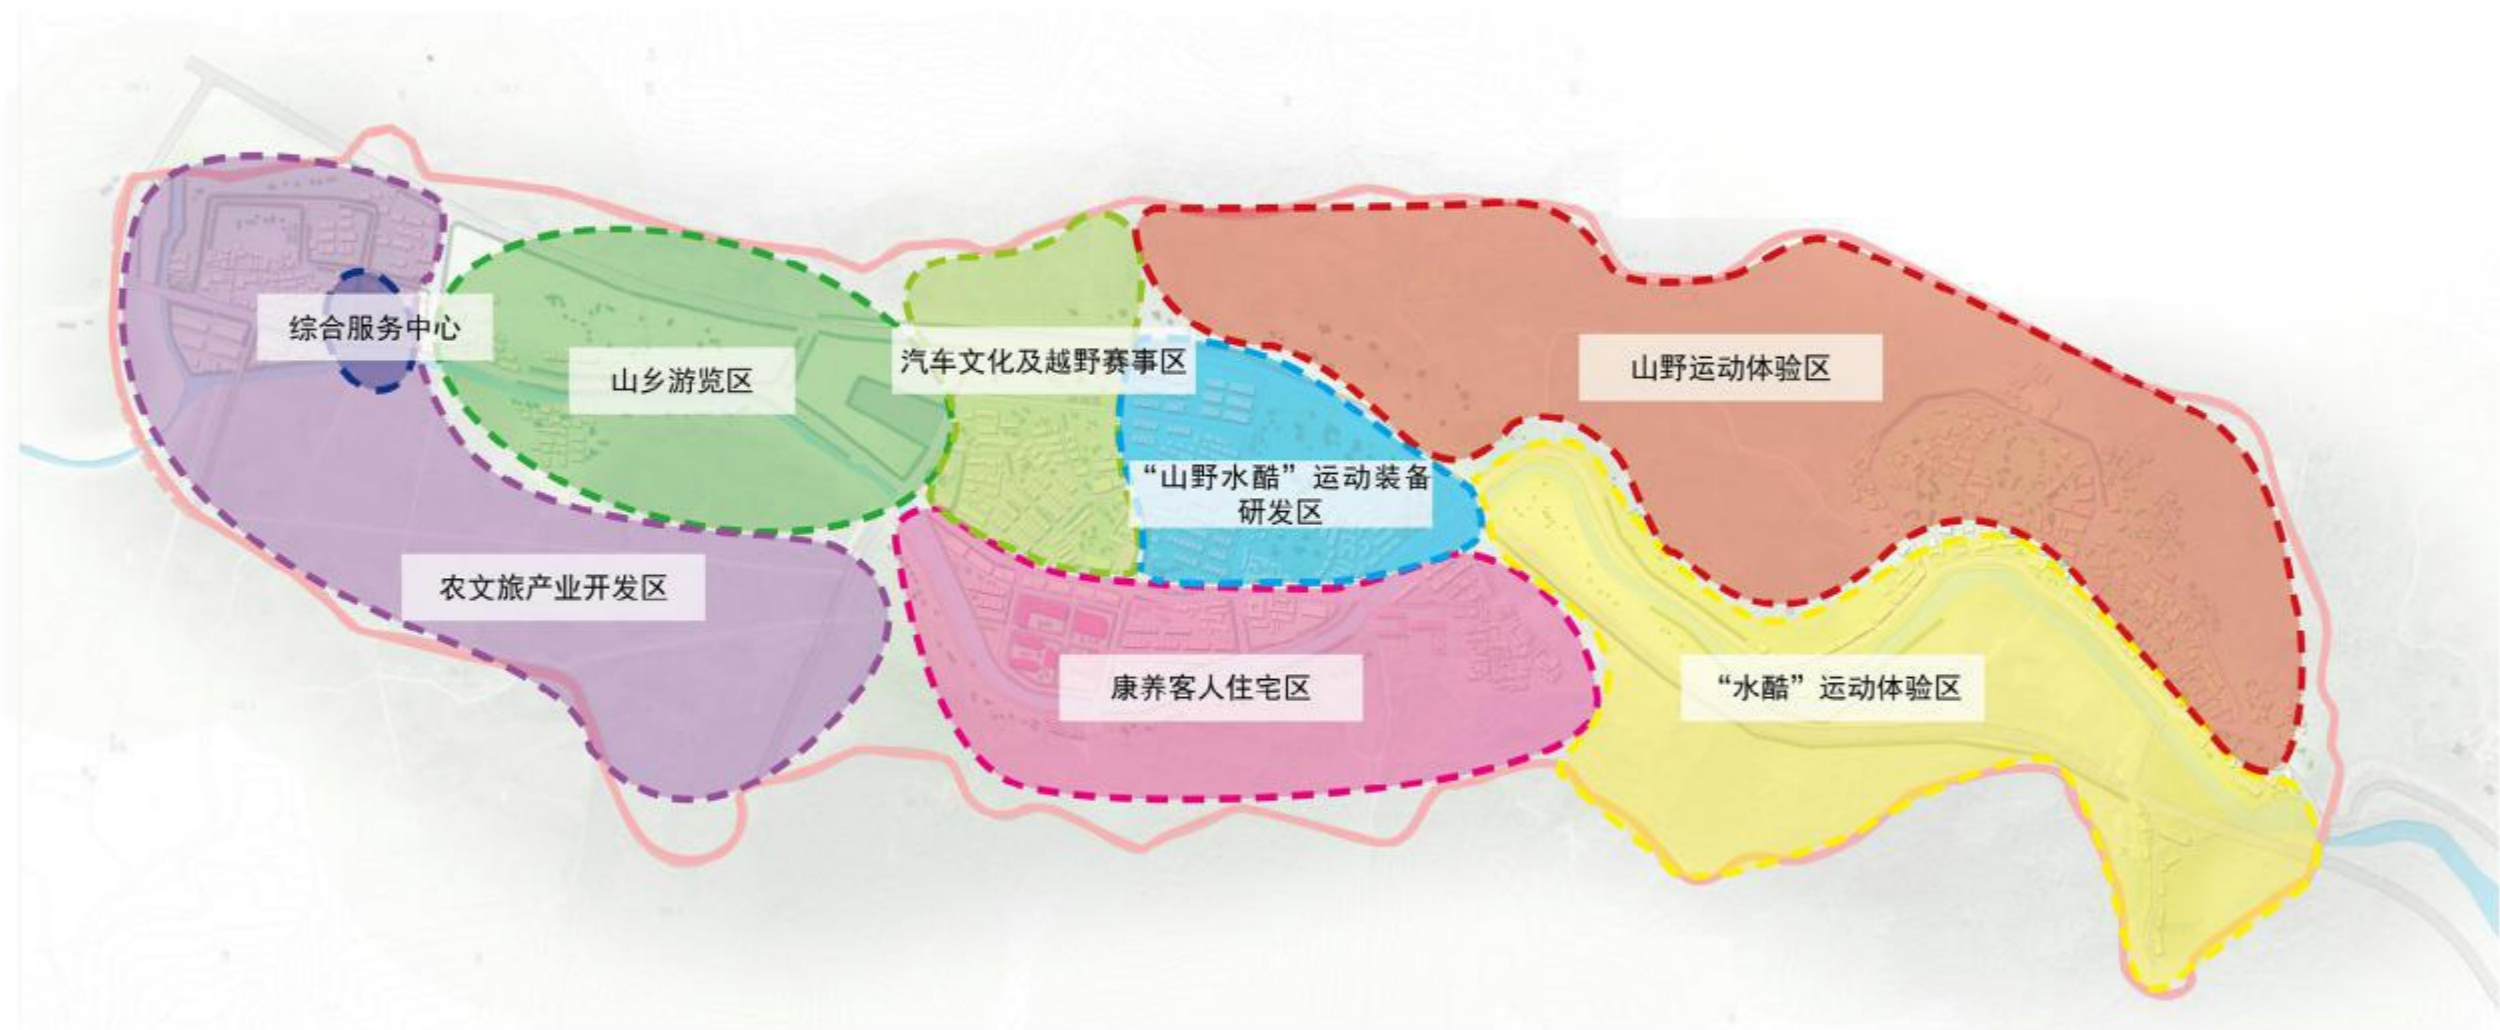 综合服务中心
山乡游览区
汽车文化及越野赛事区
山野运动体验区
“山野水酷”运动装备
研发区
农文旅产业开发区
康养客人住宅区
“水酷”运动体验区